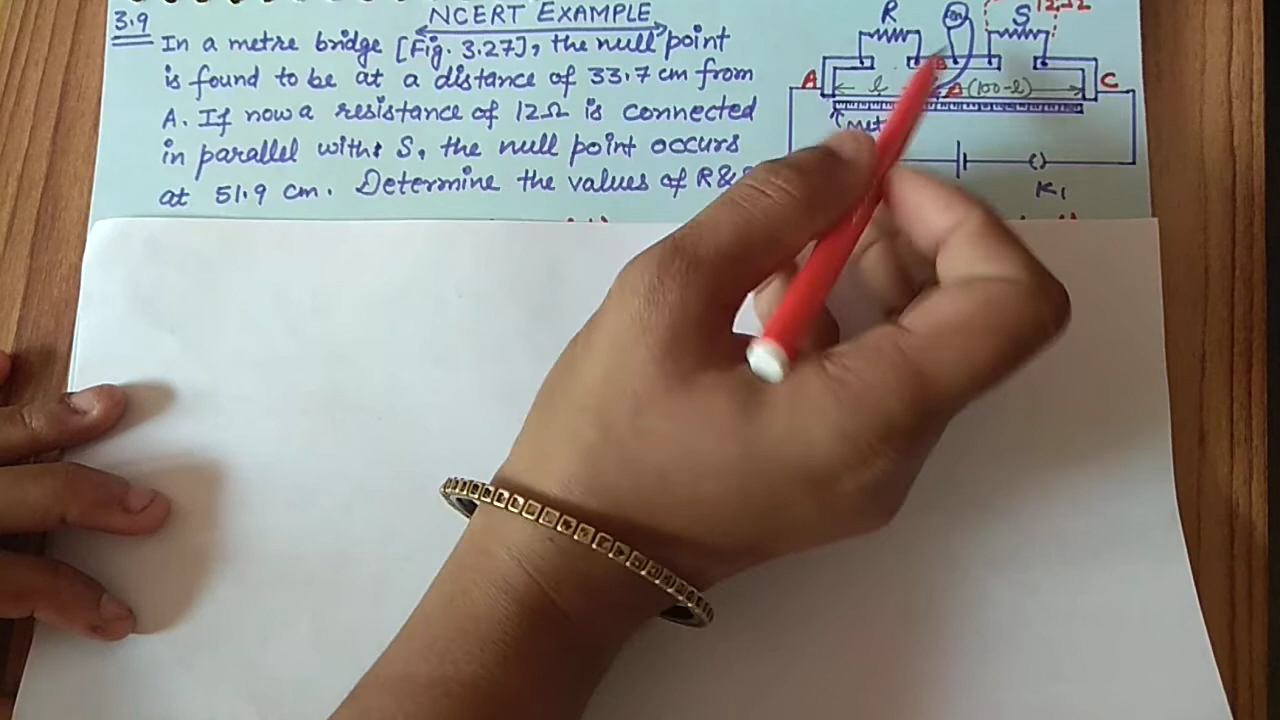 NCERT EXAMPLE
3.9
In a metre bridge [Fig. 3.27], the null point
is found to be at a distance of 33.7 cm from
A. If now a resistance of 12Ω is connected
in parallel with S, the null point occurs
at 51.9 cm. Determine the values of R &
R
S
12Ω
A
B
C
l
(100-l)
Met
K1